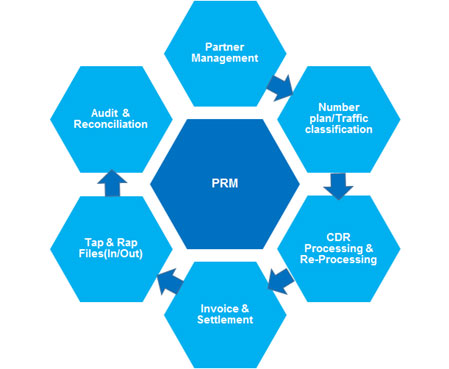 Partner
Management
Number
plan/Traffic
classification
CDR
Processing &
Re-Processing
Invoice &
Settlement
Tap & Rap
Files(In/Out)
Audit &
Reconciliation
PRM